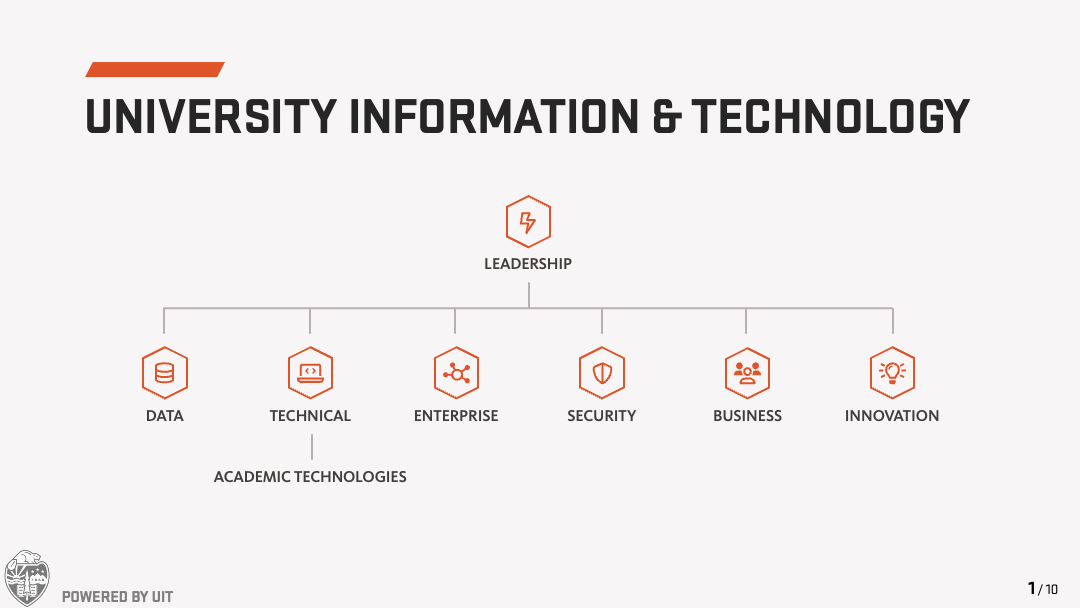 UNIVERSITY INFORMATION & TECHNOLOGY
LEADERSHIP
DATA
TECHNICAL
ENTERPRISE
SECURITY
BUSINESS
INNOVATION
ACADEMIC TECHNOLOGIES
POWERED BY UIT
1 / 10